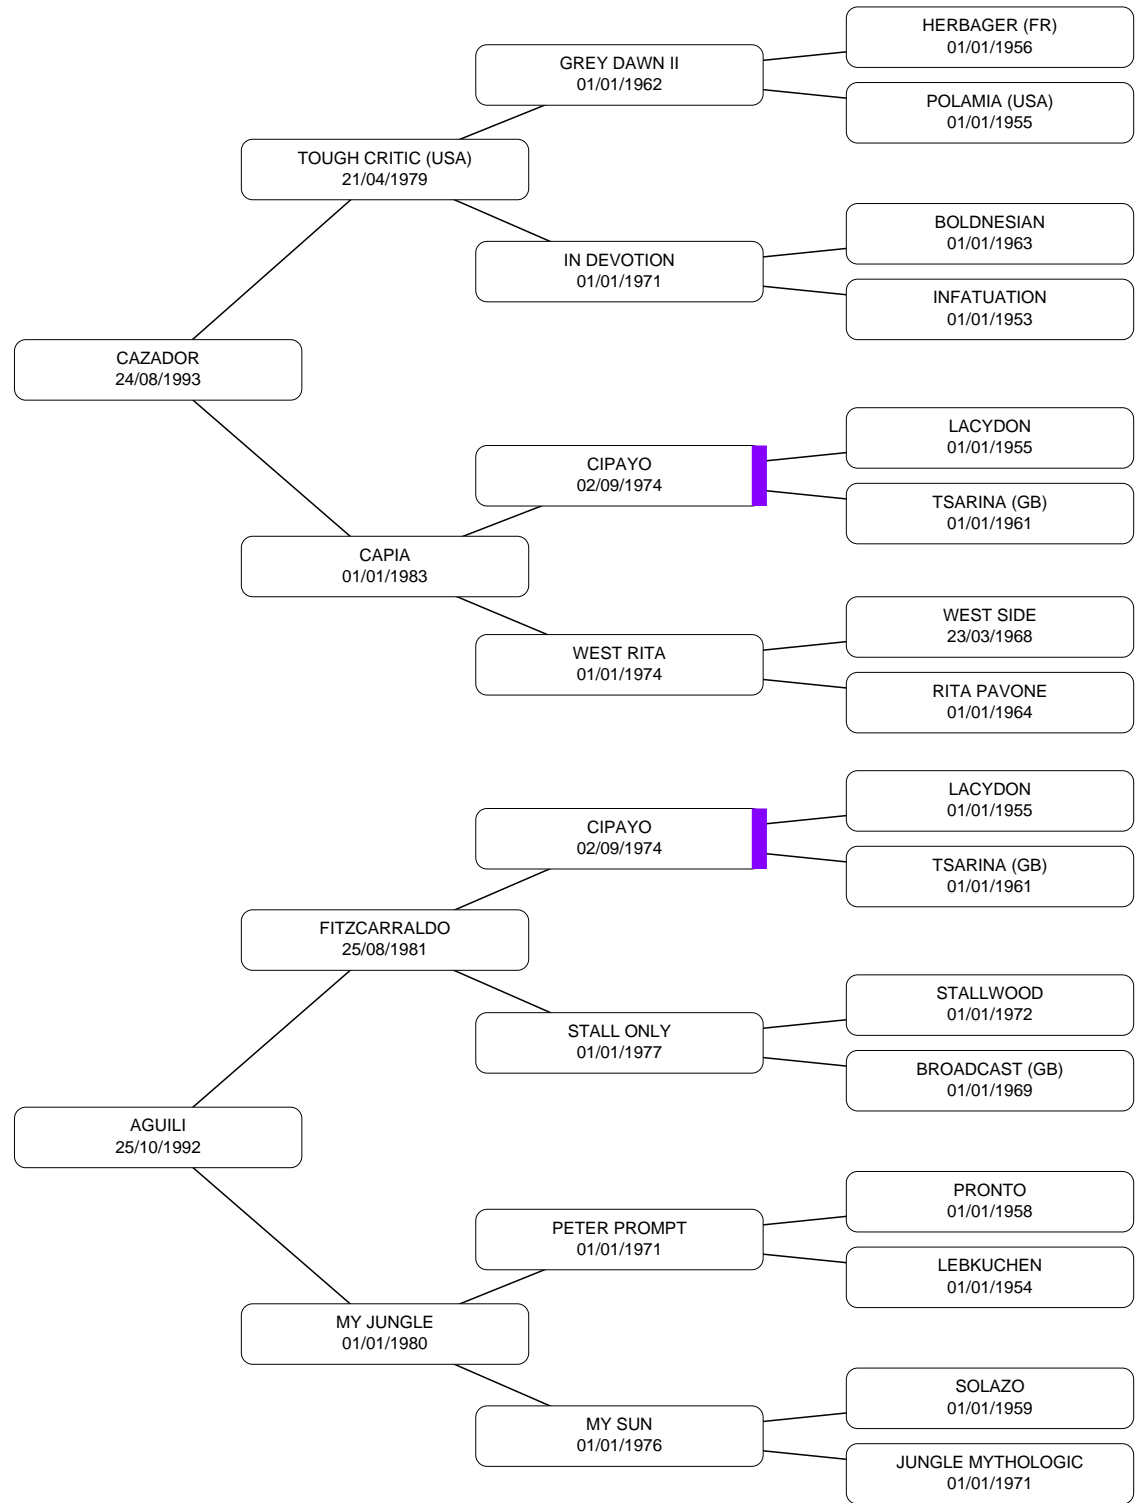 HERBAGER (FR)
01/01/1956
GREY DAWN II
01/01/1962
POLAMIA (USA)
01/01/1955
TOUGH CRITIC (USA)
21/04/1979
BOLDNESIAN
01/01/1963
IN DEVOTION
01/01/1971
INFATUATION
01/01/1953
CAZADOR
24/08/1993
LACYDON
01/01/1955
CIPAYO
02/09/1974
TSARINA (GB)
01/01/1961
CAPIA
01/01/1983
WEST SIDE
23/03/1968
WEST RITA
01/01/1974
RITA PAVONE
01/01/1964
LACYDON
01/01/1955
CIPAYO
02/09/1974
TSARINA (GB)
01/01/1961
FITZCARRALDO
25/08/1981
STALLWOOD
01/01/1972
STALL ONLY
01/01/1977
BROADCAST (GB)
01/01/1969
AGUILI
25/10/1992
PRONTO
01/01/1958
PETER PROMPT
01/01/1971
LEBKUCHEN
01/01/1954
MY JUNGLE
01/01/1980
SOLAZO
01/01/1959
MY SUN
01/01/1976
JUNGLE MYTHOLOGIC
01/01/1971